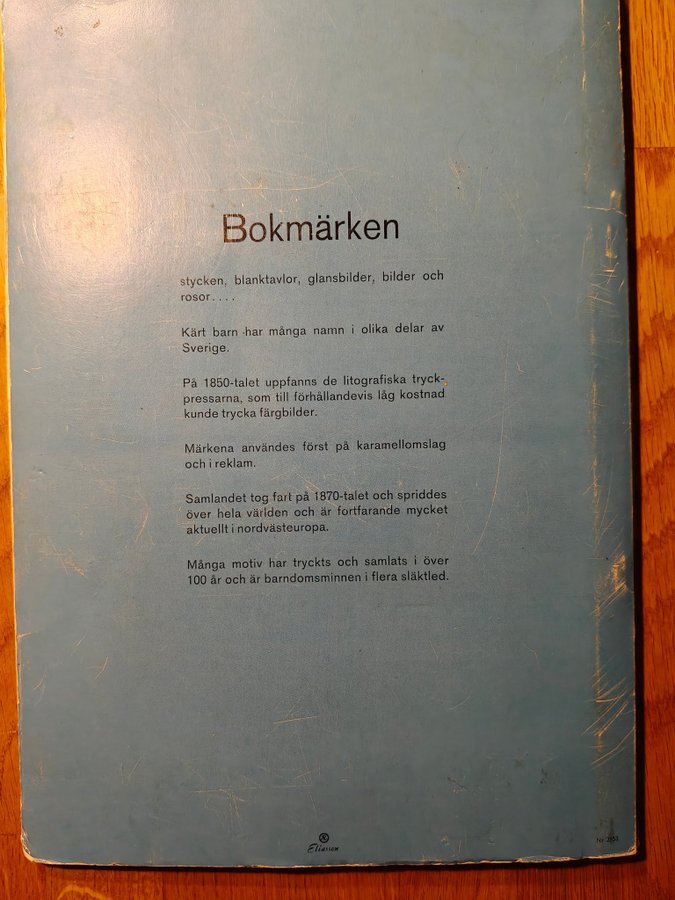 Bokmärken
stycken, blanktavlor, glansbilder, bilder och
rosor....
Kärt barn har många namn i olika delar av
Sverige.
På 1850-talet uppfanns de litografiska tryck-
pressarna, som till förhållandevis låg kostnad
kunde trycka färgbilder.
Märkena användes först på karamellomslag
och i reklam.
Samlandet tog fart på 1870-talet och spriddes
över hela världen och är fortfarande mycket
aktuellt i nordvästeuropa.
Många motiv har tryckts och samlats i över
100 år och är barndomsminnen i flera släktled.
Eliasson
Nr